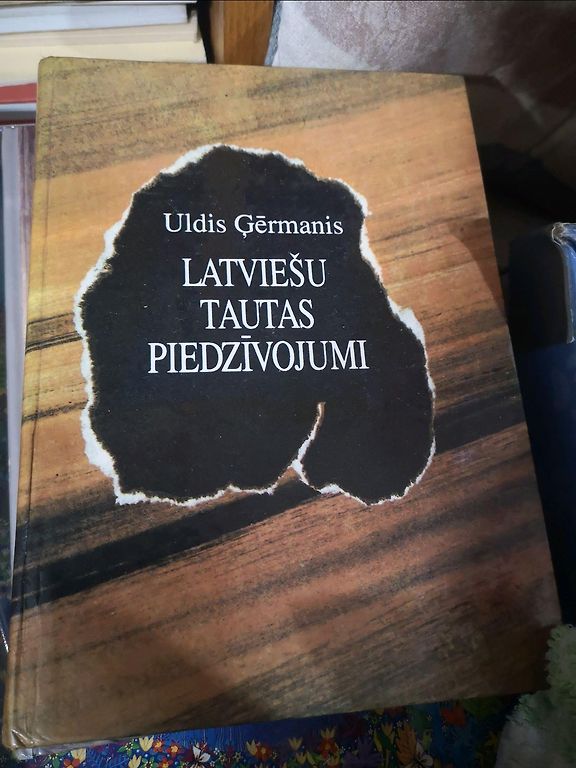 Uldis Ģērmanis
LATVIEŠU
TAUTAS
PIEDZĪVOJUMI